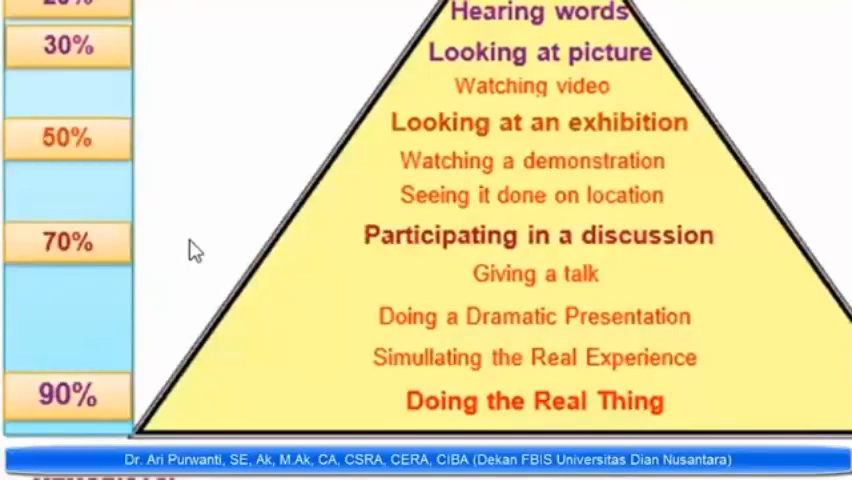 20%
Hearing words
30%
Looking at picture
Watching video
Looking at an exhibition
50%
Watching a demonstration
Seeing it done on location
70%
Participating in a discussion
Giving a talk
Doing a Dramatic Presentation
Simullating the Real Experience
90%
Doing the Real Thing
Dr. Ari Purwanti, SE, Ak, M.Ak, CA, CSRA, CERA, CIBA (Dekan FBIS Universitas Dian Nusantara)